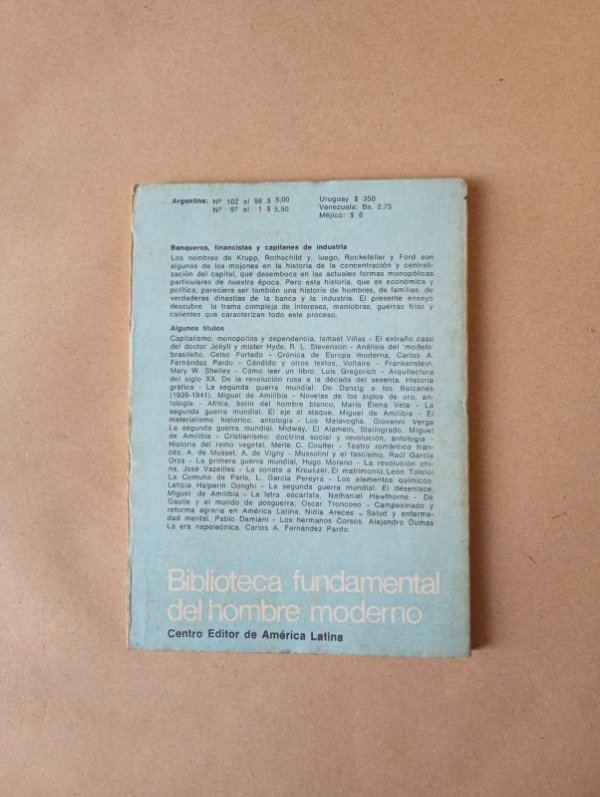 Argentina: Nº 102 al 98 $ 5,00
Nº 97 al 1 $ 5,50
Uruguay $ 350
Venezuela: Bs. 2,75
Méjico: $ 6
Banqueros, financistas y capitanes de industria
Los nombres de Krupp, Rothschild y, luego, Rockefeller y Ford son
algunos de los mojones en la historia de la concentración y centrali-
zación del capital, que desemboca en las actuales formas monopólicas
particulares de nuestra época. Pero esta historia, que es económica y
política, pareciera ser también una historia de hombres, de familias, de
verdaderas dinastías de la banca y la industria. El presente ensayo
descubre la trama compleja de intereses, maniobras, guerras frías y
calientes que caracterizan todo este proceso.
Algunos títulos
Capitalismo, monopolios y dependencia, Ismael Viñas - El extraño caso
del doctor Jekyll y mister Hyde, R. L. Stevenson - Análisis del 'modelo'
brasileño, Celso Furtado - Crónica de Europa moderna, Carlos A.
Fernández Pardo - Cándido y otros textos, Voltaire - Frankenstein,
Mary W. Shelley - Cómo leer un libro, Luis Gregorich - Arquitectura
del siglo XX. De la revolución rusa a la década del sesenta. Historia
gráfica - La segunda guerra mundial. De Danzig a los Balcanes
(1939-1941), Miguel de Amilibia - Novelas de los siglos de oro, an-
tología - Africa, botín del hombre blanco, María Elena Vela - La
segunda guerra mundial. El eje al ataque, Miguel de Amilibia - El
materialismo histórico, antología - Los Malavoglia, Giovanni Verga
La segunda guerra mundial. Midway, El Alamein, Stalingrado, Miguel
de Amilibia - Cristianismo: doctrina social y revolución, antología -
Historia del reino vegetal, Merle C. Coulter - Teatro romántico fran-
cés, A. de Musset, A. de Vigny - Mussolini y el fascismo, Raúl García
Orza - La primera guerra mundial, Hugo Moreno - La revolución chi-
na, José Vazeilles - La sonata a Kreutzer, El matrimonio, León Tolstoi
La Comuna de París, L. García Pereyra - Los elementos químicos,
Leticia Halperín Donghi - La segunda guerra mundial. El desenlace,
Miguel de Amilibia - La letra escarlata, Nathaniel Hawthorne - De
Gaulle y el mundo de posguerra, Oscar Troncoso - Campesinado y
reforma agraria en América Latina, Nidia Areces - Salud y enferme-
dad mental, Pablo Damiani - Los hermanos Corsos, Alejandro Dumas
La era napoleónica, Carlos A. Fernández Pardo.
Biblioteca fundamental
del hombre moderno
Centro Editor de América Latina